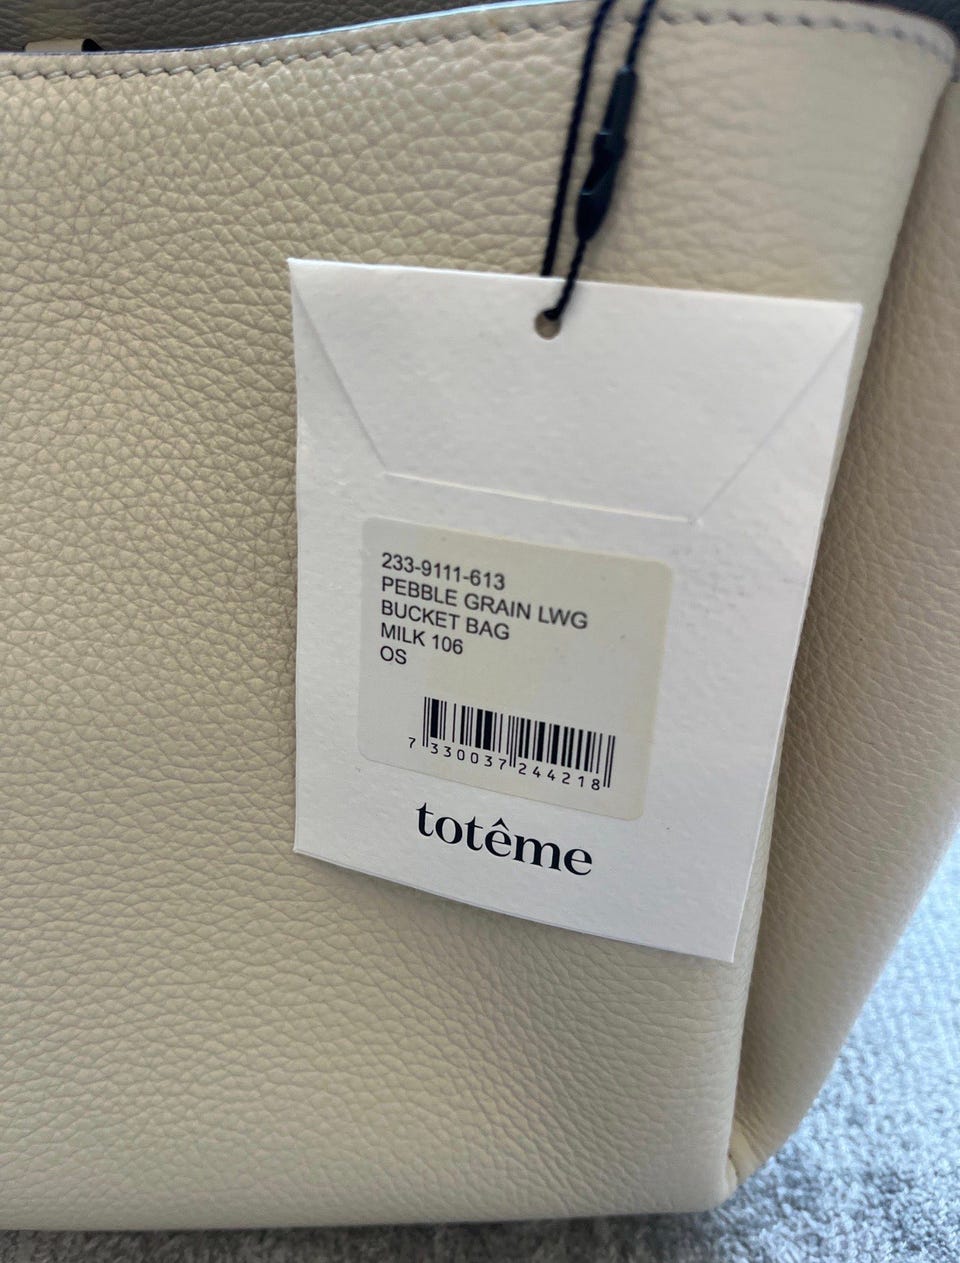 233-9111-613
PEBBLE GRAIN LWG
BUCKET BAG
MILK 106
OS
7 330037 244218
totême